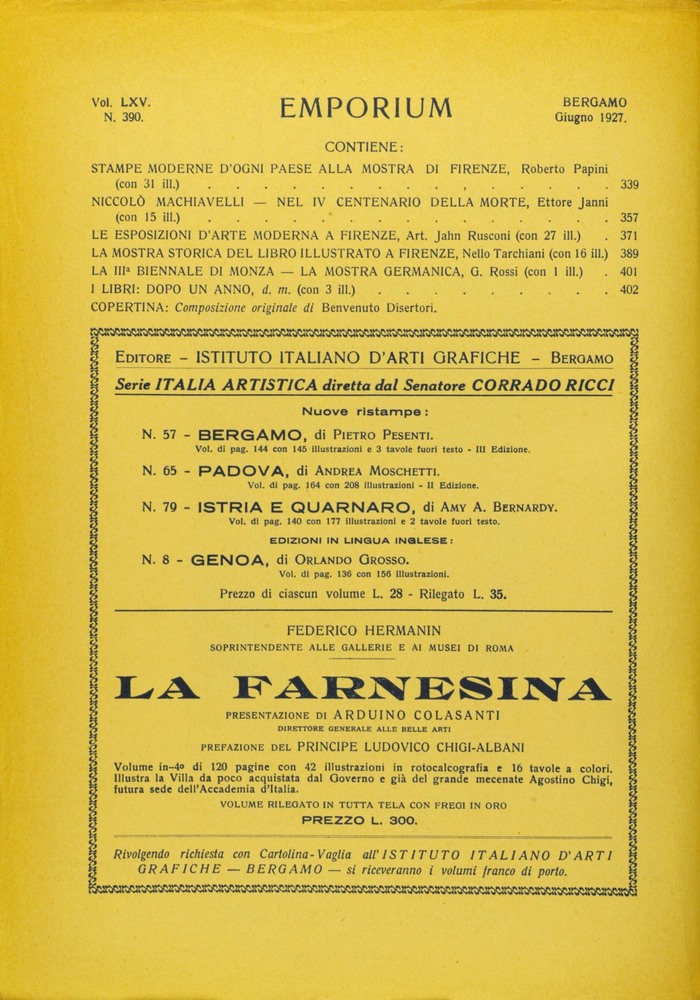 Vol. LXV.
N. 390.
EMPORIUM
BERGAMO
Giugno 1927.
CONTIENE:
STAMPE MODERNE D'OGNI PAESE ALLA MOSTRA DI FIRENZE, Roberto Papini
(con 31 ill.) . . . . . . . . . . . . . 339
NICCOLÒ MACHIAVELLI — NEL IV CENTENARIO DELLA MORTE, Ettore Janni
(con 15 ill.) . . . . . . . . . . . . . 357
LE ESPOSIZIONI D'ARTE MODERNA A FIRENZE, Art. Jahn Rusconi (con 27 ill.) . 371
LA MOSTRA STORICA DEL LIBRO ILLUSTRATO A FIRENZE, Nello Tarchiani (con 16 ill.) 389
LA IIIª BIENNALE DI MONZA — LA MOSTRA GERMANICA, G. Rossi (con 1 ill.) . 401
I LIBRI: DOPO UN ANNO, d. m. (con 3 ill.) . . . . . . . 402
COPERTINA: Composizione originale di Benvenuto Disertori.
EDITORE – ISTITUTO ITALIANO D'ARTI GRAFICHE – BERGAMO
Serie ITALIA ARTISTICA diretta dal Senatore CORRADO RICCI
Nuove ristampe:
N. 57 – BERGAMO, di PIETRO PESENTI.
Vol. di pag. 144 con 145 illustrazioni e 3 tavole fuori testo - III Edizione.
N. 65 – PADOVA, di ANDREA MOSCHETTI.
Vol. di pag. 164 con 208 illustrazioni - II Edizione.
N. 79 – ISTRIA E QUARNARO, di AMY A. BERNARDY.
Vol. di pag. 140 con 177 illustrazioni e 2 tavole fuori testo.
EDIZIONI IN LINGUA INGLESE:
N. 8 – GENOA, di ORLANDO GROSSO.
Vol. di pag. 136 con 156 illustrazioni.
Prezzo di ciascun volume L. 28 - Rilegato L. 35.
FEDERICO HERMANIN
SOPRINTENDENTE ALLE GALLERIE E AI MUSEI DI ROMA
LA FARNESINA
PRESENTAZIONE DI ARDUINO COLASANTI
DIRETTORE GENERALE ALLE BELLE ARTI
PREFAZIONE DEL PRINCIPE LUDOVICO CHIGI-ALBANI
Volume in-4º di 120 pagine con 42 illustrazioni in rotocalcografia e 16 tavole a colori.
Illustra la Villa da poco acquistata dal Governo e già del grande mecenate Agostino Chigi,
futura sede dell'Accademia d'Italia.
VOLUME RILEGATO IN TUTTA TELA CON FREGI IN ORO
PREZZO L. 300.
Rivolgendo richiesta con Cartolina-Vaglia all'ISTITUTO ITALIANO D'ARTI
GRAFICHE — BERGAMO — si riceveranno i volumi franco di porto.